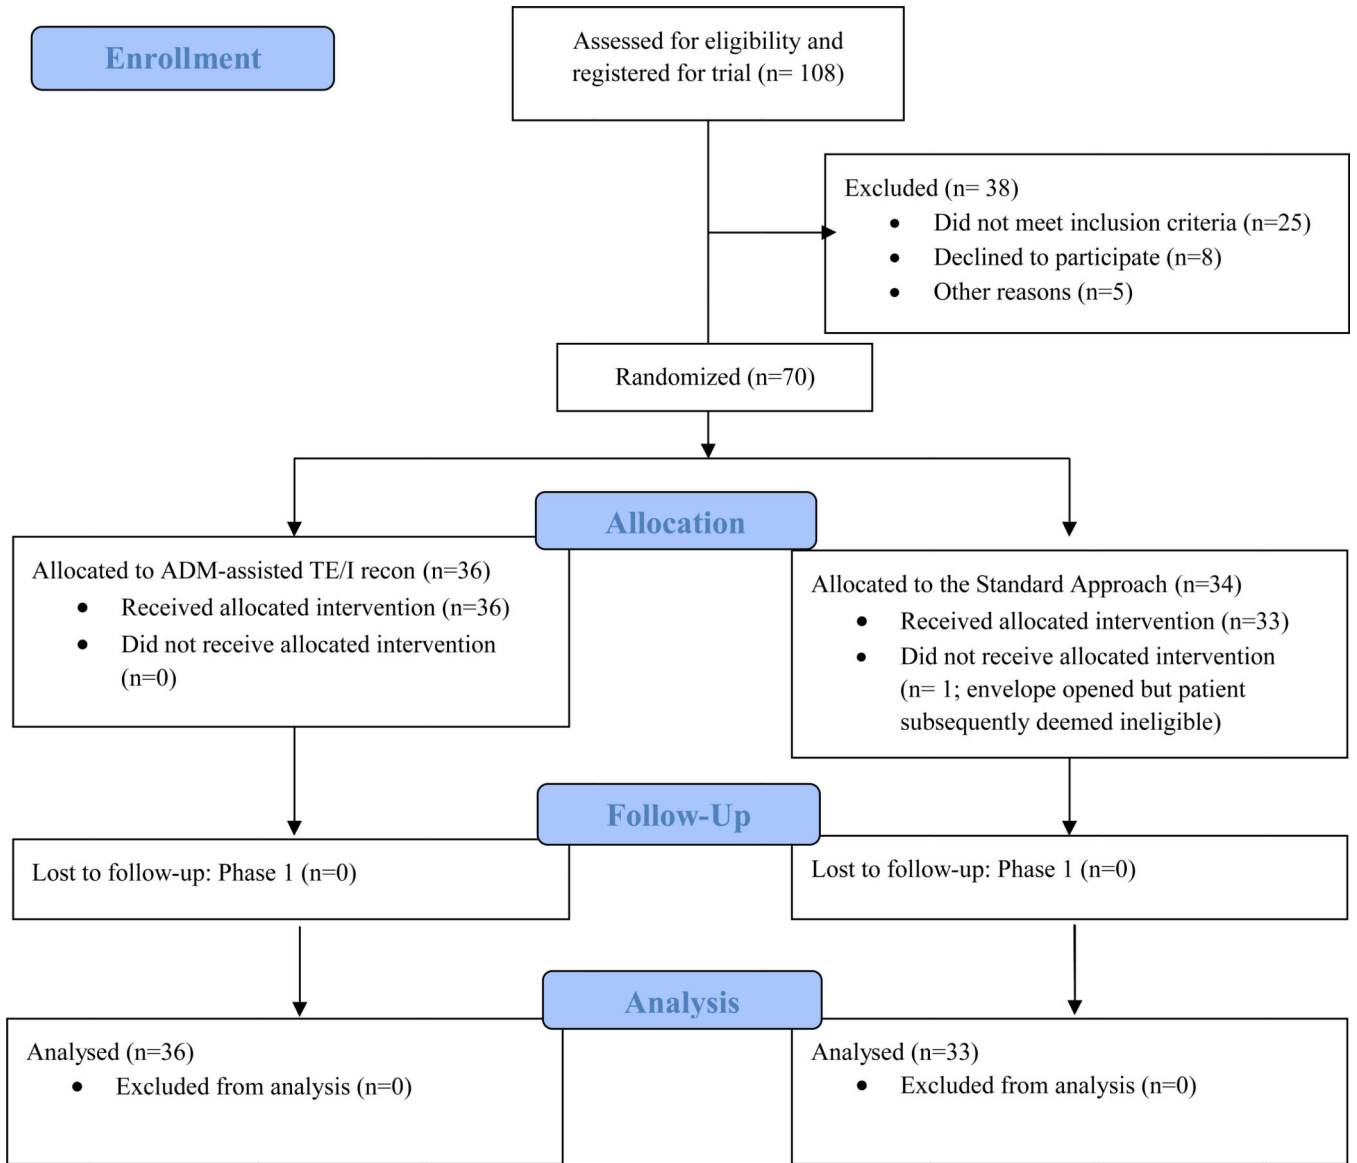 Enrollment
Assessed for eligibility and
registered for trial (n= 108)
Excluded (n= 38)
• Did not meet inclusion criteria (n=25)
• Declined to participate (n=8)
• Other reasons (n=5)
Randomized (n=70)
Allocation
Allocated to ADM-assisted TE/I recon (n=36)
• Received allocated intervention (n=36)
• Did not receive allocated intervention
(n=0)
Allocated to the Standard Approach (n=34)
• Received allocated intervention (n=33)
• Did not receive allocated intervention
(n= 1; envelope opened but patient
subsequently deemed ineligible)
Follow-Up
Lost to follow-up: Phase 1 (n=0)
Lost to follow-up: Phase 1 (n=0)
Analysis
Analysed (n=36)
• Excluded from analysis (n=0)
Analysed (n=33)
• Excluded from analysis (n=0)